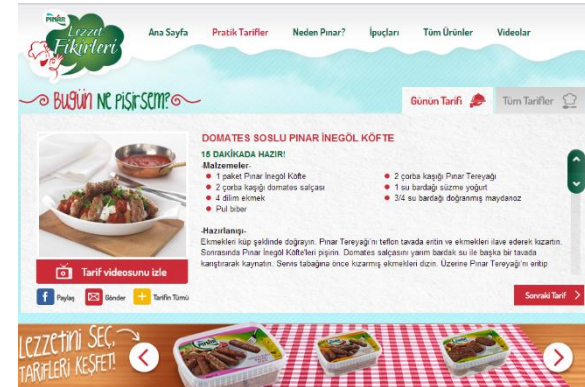 PINAR
Lezzet
Fikirleri
Ana Sayfa
Pratik Tarifler
Neden Pınar?
İpuçları
Tüm Ürünler
Videolar
BUGÜN NE PİŞİRSEM?
Günün Tarifi
Tüm Tarifler
DOMATES SOSLU PINAR İNEGÖL KÖFTE
15 DAKİKADA HAZIR!
-Malzemeler-
1 paket Pınar İnegöl Köfte
2 çorba kaşığı domates salçası
4 dilim ekmek
Pul biber
2 çorba kaşığı Pınar Tereyağı
1 su bardağı süzme yoğurt
3/4 su bardağı doğranmış maydanoz
-Hazırlanışı-
Ekmekleri küp şeklinde doğrayın. Pınar Tereyağı'nı teflon tavada eritin ve ekmekleri ilave ederek kızartın.
Sonrasında Pınar İnegöl Köfteleri pişirin. Domates salçasını yarım bardak su ile başka bir tavada
karıştırarak kaynatın. Servis tabağına önce kızarmış ekmekleri dizin. Üzerine Pınar Tereyağı'nı eritip
Tarif videosunu izle
Paylaş
Gönder
Tarifin Tümü
Sonraki Tarif
LEZZETİNİ SEÇ,
TARİFLERİ KEŞFET!